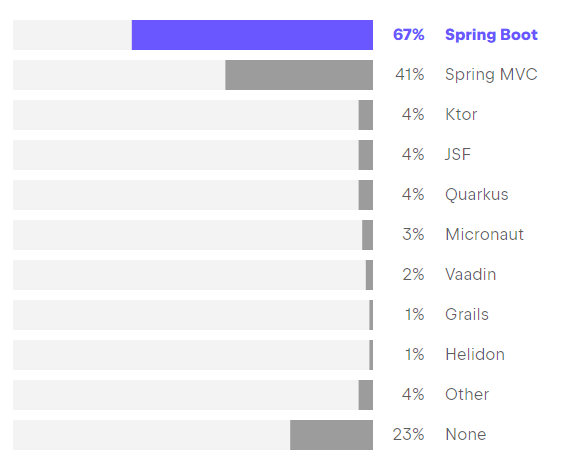 67% Spring Boot
41% Spring MVC
4% Ktor
4% JSF
4% Quarkus
3% Micronaut
2% Vaadin
1% Grails
1% Helidon
4% Other
23% None